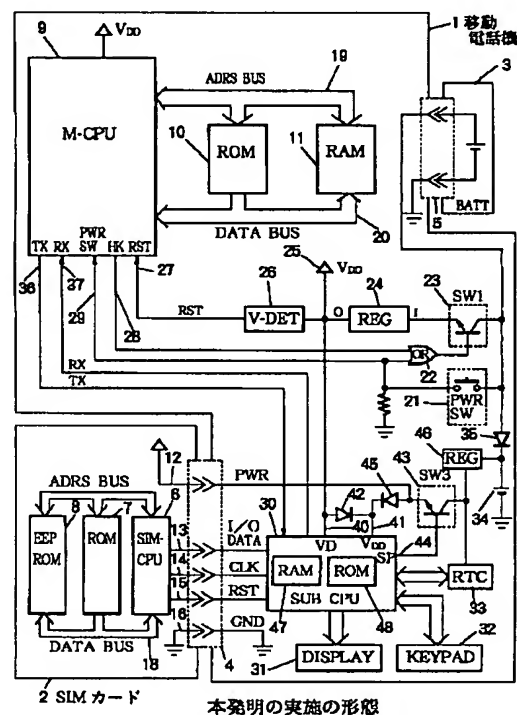 9
VDD
1 移動
電話機
19
3
ADRS BUS
M-CPU
10
ROM
11
RAM
BATT
5
DATA BUS
20
TX RX PWR SW HK RST
36
37
29
28
27
25
VDD
26
24
23
SW1
RST
V-DET
O
REG
I
OR
22
RX
TX
21
PWR
SW
35
46
REG
43
SW3
34
12
PWR
45
42
ADRS BUS
8
7
6
30
40
41
44
13
I/O
DATA
VD
VDD
SP
EEP
ROM
ROM
SIM-
CPU
14
CLK
RAM
ROM
RTC
15
RST
SUB CPU
33
16
GND
47
48
DATA BUS
18
4
31
DISPLAY
KEYPAD
32
2 SIM カード
本発明の実施の形態